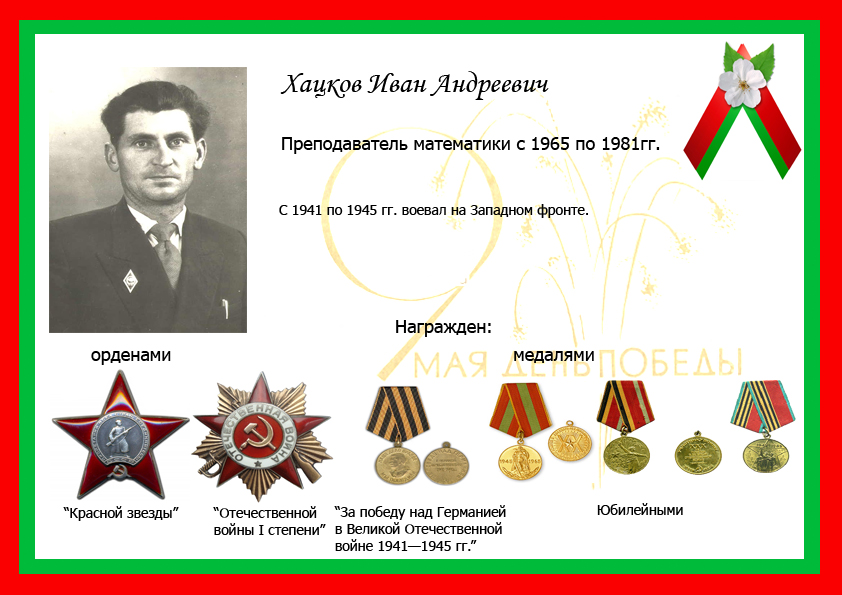 Хацков Иван Андреевич
Преподаватель математики с 1965 по 1981гг.
С 1941 по 1945 гг. воевал на Западном фронте.
Награжден:
орденами
медалями
9 МАЯ ДЕНЬ ПОБЕДЫ
ОТЕЧЕСТВЕННАЯ ВОЙНА
1945
“Красной звезды”
“Отечественной
войны I степени”
“За победу над Германией
в Великой Отечественной
войне 1941—1945 гг.”
Юбилейными